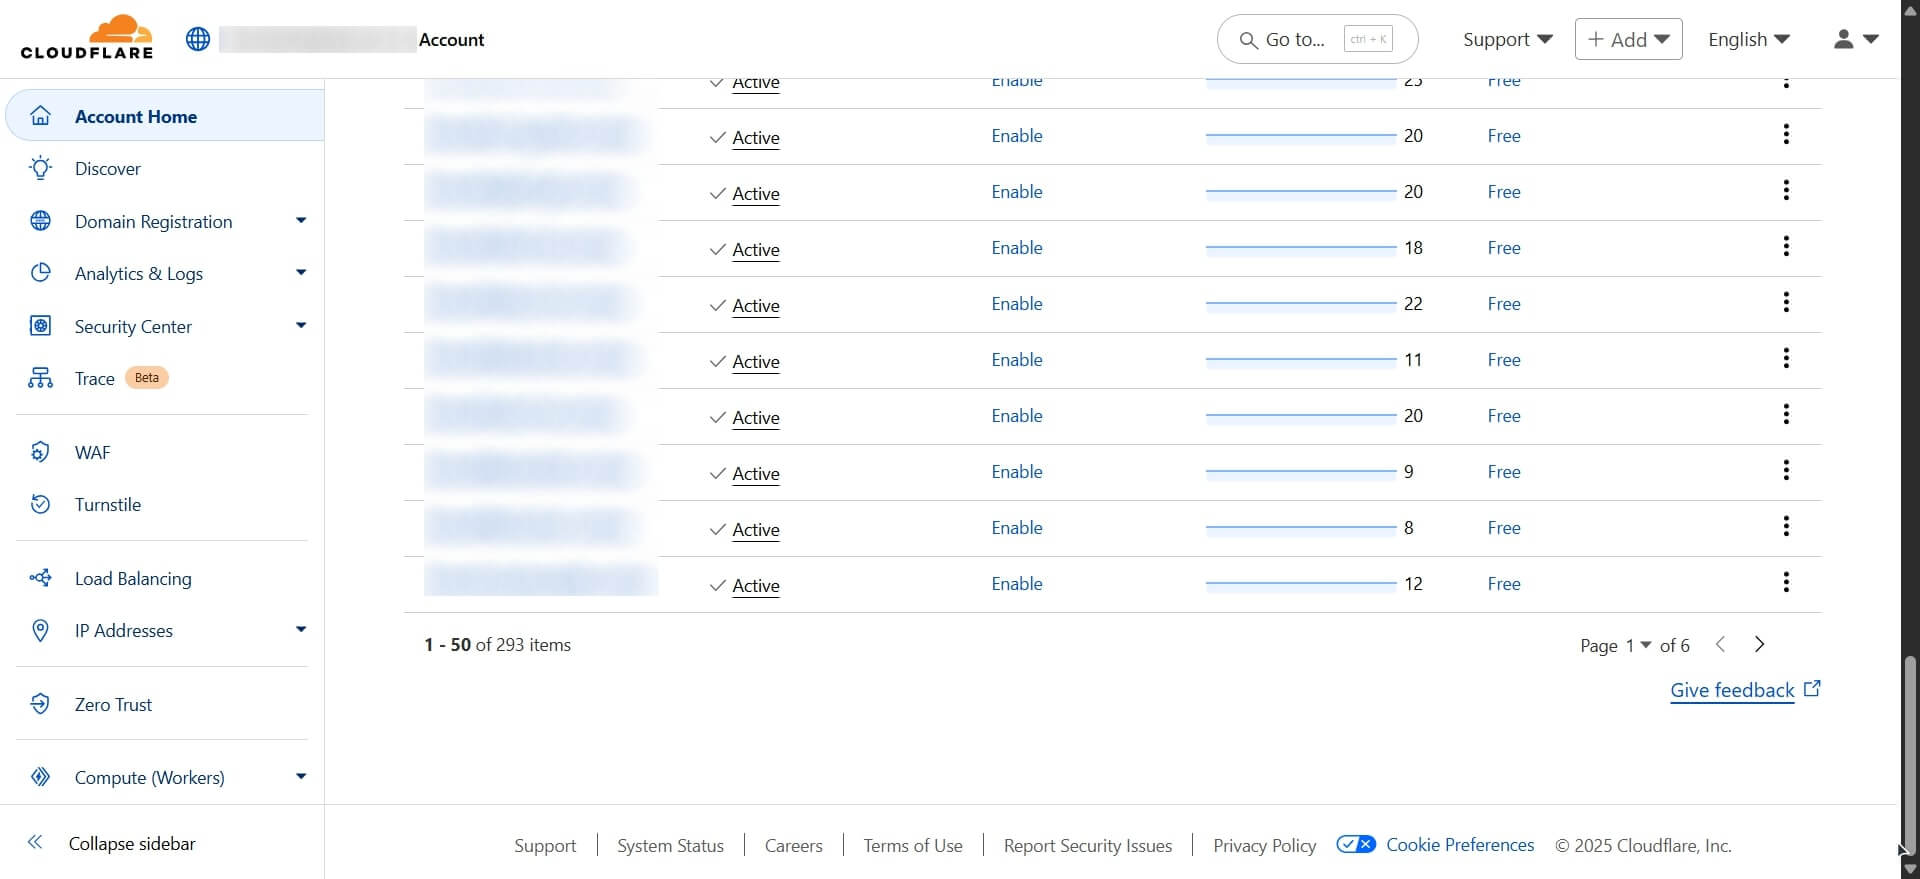 CLOUDFLARE
Account
Go to... ctrl + K
Support
+ Add
English
Account Home
Discover
Domain Registration
Analytics & Logs
Security Center
Trace Beta
WAF
Turnstile
Load Balancing
IP Addresses
Zero Trust
Compute (Workers)
Collapse sidebar
Active Enable 25 Free
Active Enable 20 Free
Active Enable 20 Free
Active Enable 18 Free
Active Enable 22 Free
Active Enable 11 Free
Active Enable 20 Free
Active Enable 9 Free
Active Enable 8 Free
Active Enable 12 Free
1 - 50 of 293 items
Page 1 of 6
Give feedback
Support System Status Careers Terms of Use Report Security Issues Privacy Policy Cookie Preferences © 2025 Cloudflare, Inc.